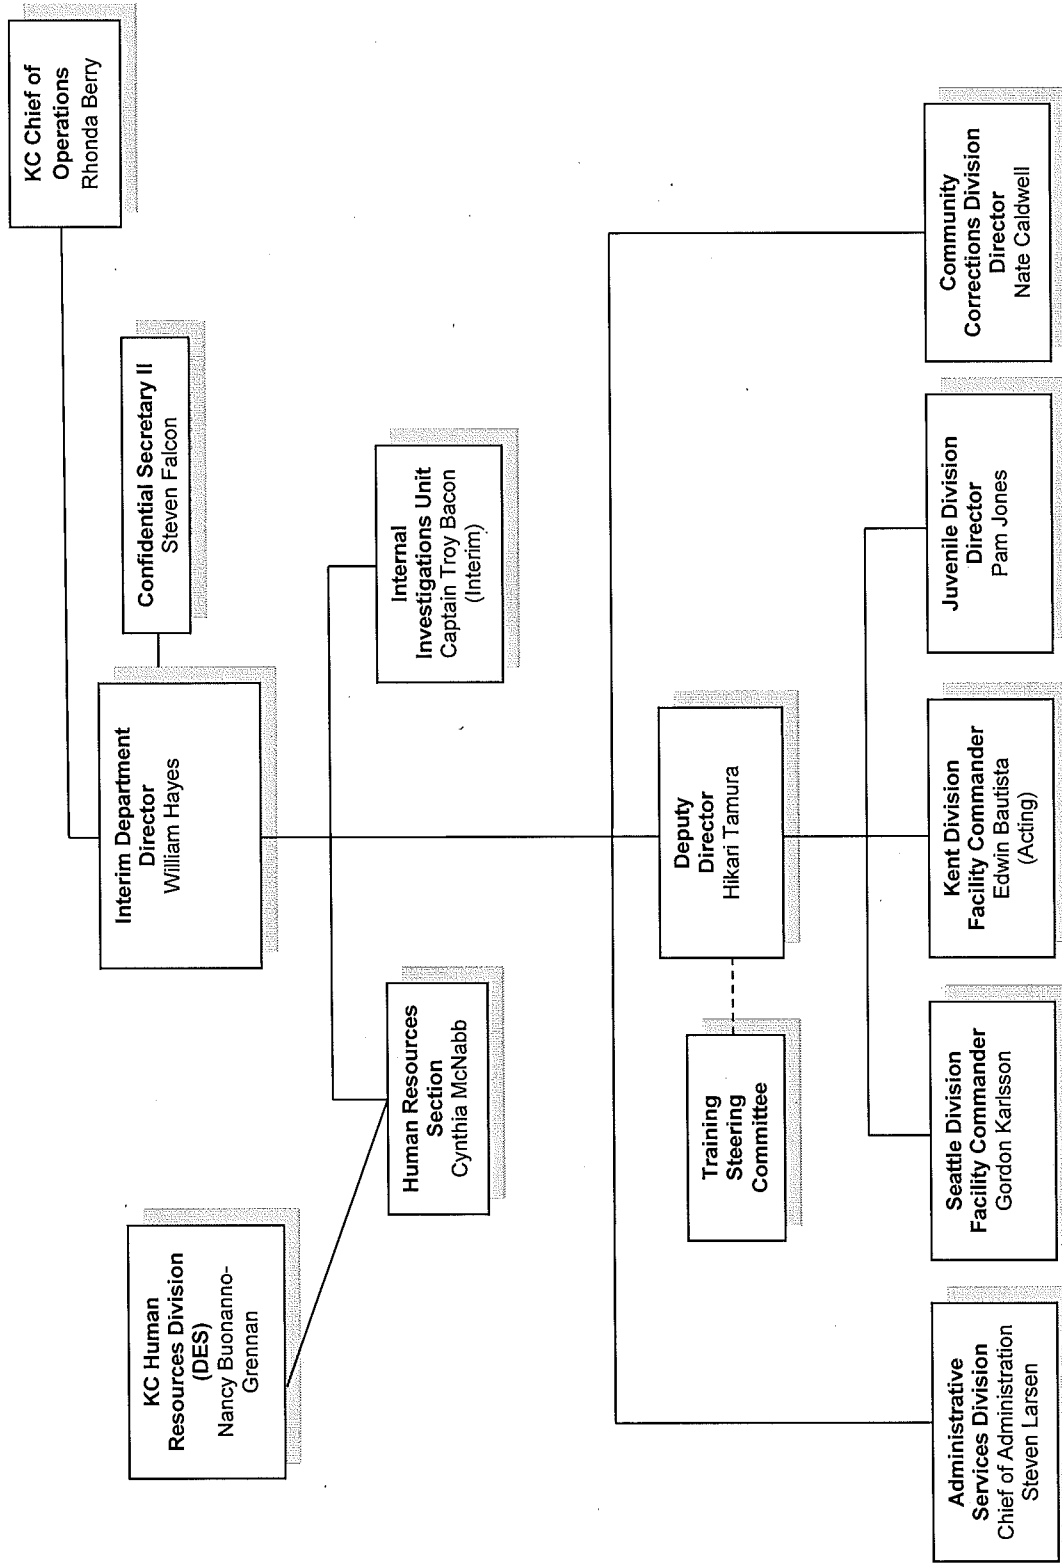 KC Chief of
Operations
Rhonda Berry
Interim Department
Director
William Hayes
Confidential Secretary II
Steven Falcon
KC Human
Resources Division
(DES)
Nancy Buonanno-
Grennan
Human Resources
Section
Cynthia McNabb
Internal
Investigations Unit
Captain Troy Bacon
(Interim)
Training
Steering
Committee
Deputy
Director
Hikari Tamura
Administrative
Services Division
Chief of Administration
Steven Larsen
Seattle Division
Facility Commander
Gordon Karlsson
Kent Division
Facility Commander
Edwin Bautista
(Acting)
Juvenile Division
Director
Pam Jones
Community
Corrections Division
Director
Nate Caldwell